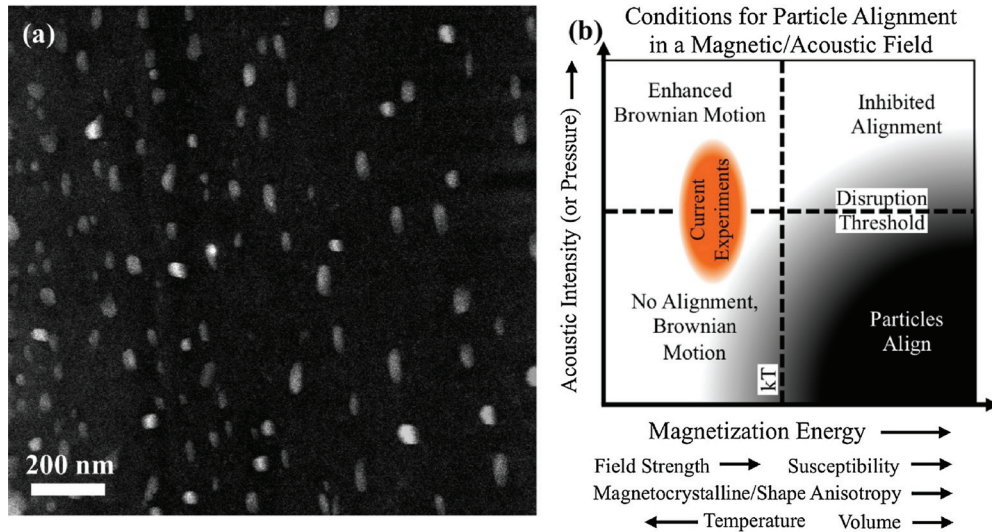 (a)
200 nm
(b)
Conditions for Particle Alignment
in a Magnetic/Acoustic Field
Acoustic Intensity (or Pressure)
Enhanced
Brownian Motion
Inhibited
Alignment
Current
Experiments
Disruption
Threshold
No Alignment,
Brownian
Motion
Particles
Align
kT
Magnetization Energy
Field Strength
Susceptibility
Magnetocrystalline/Shape Anisotropy
Temperature
Volume